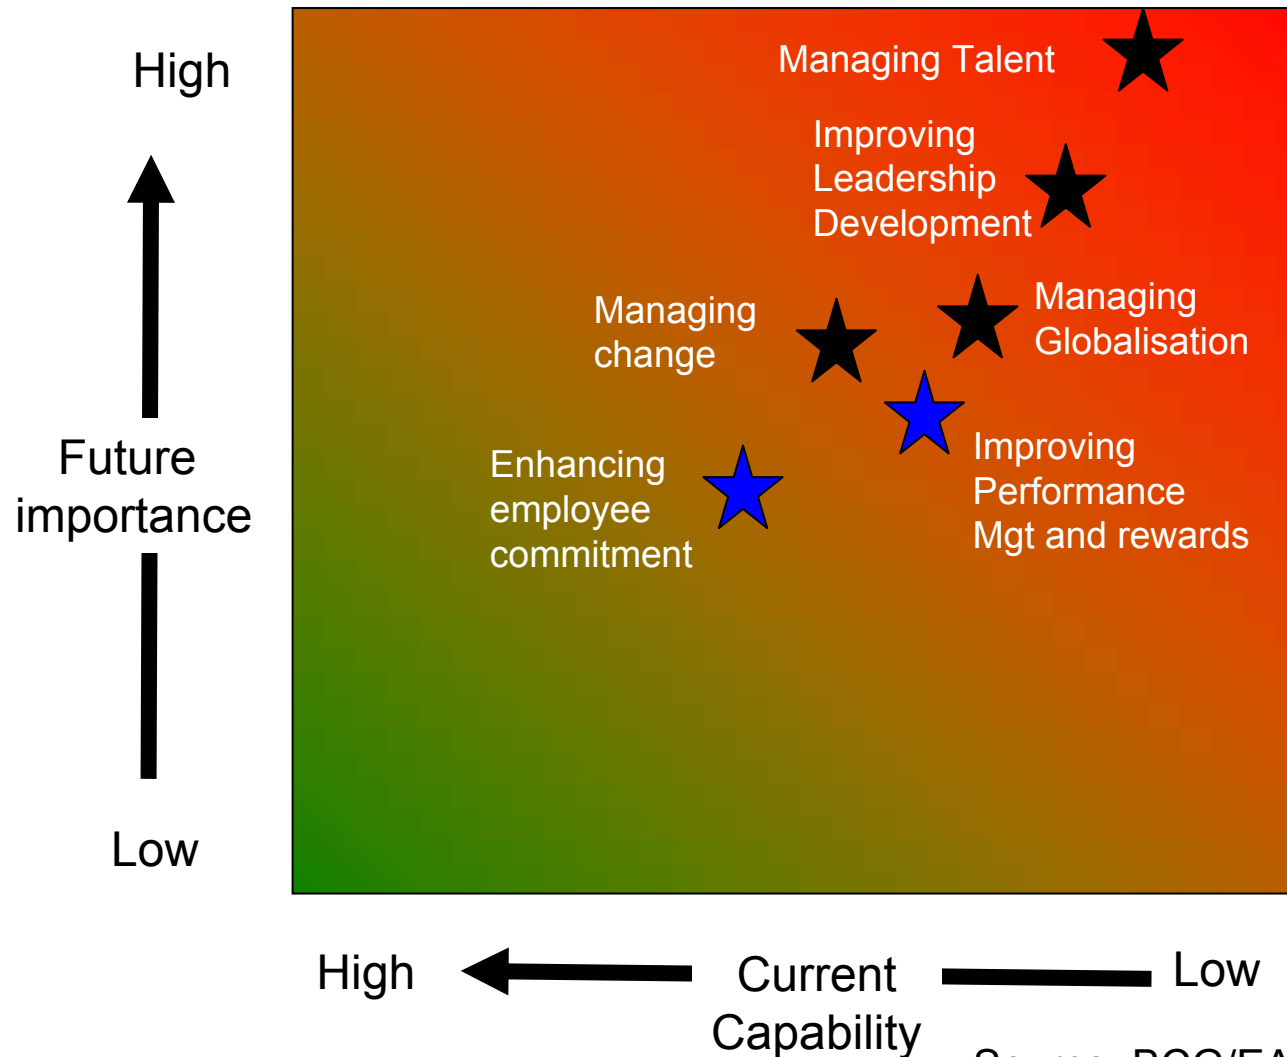 High
Managing Talent
Improving
Leadership
Development
Managing
Globalisation
Managing
change
Future
importance
Enhancing
employee
commitment
Improving
Performance
Mgt and rewards
Low
High
Current
Capability
Low